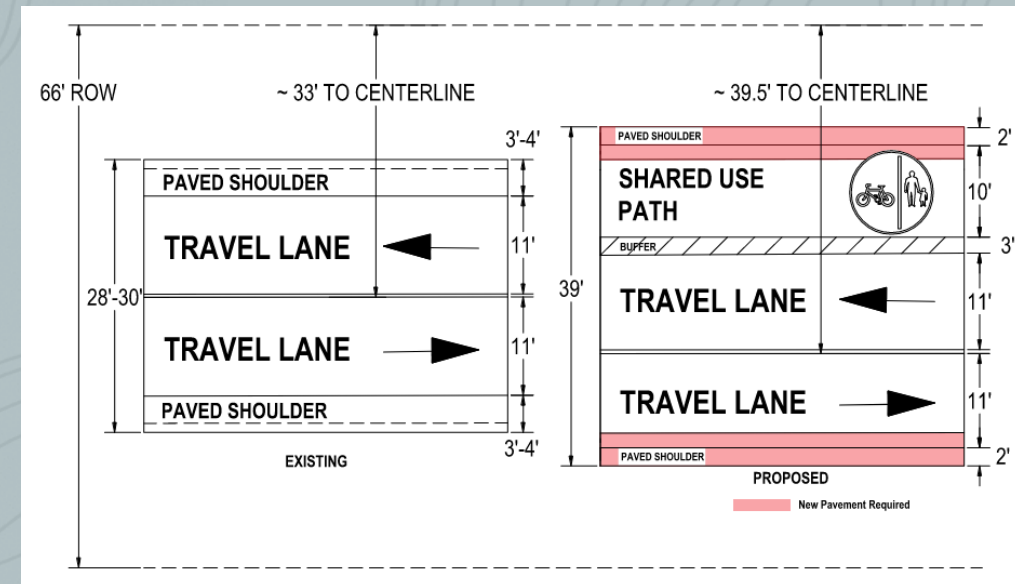 66' ROW
~ 33' TO CENTERLINE
~ 39.5' TO CENTERLINE
3'-4'
PAVED SHOULDER
TRAVEL LANE
11'
28'-30'
TRAVEL LANE
11'
PAVED SHOULDER
3'-4'
EXISTING
PAVED SHOULDER
2'
SHARED USE
PATH
10'
BUFFER
3'
39'
TRAVEL LANE
11'
TRAVEL LANE
11'
PAVED SHOULDER
2'
PROPOSED
New Pavement Required